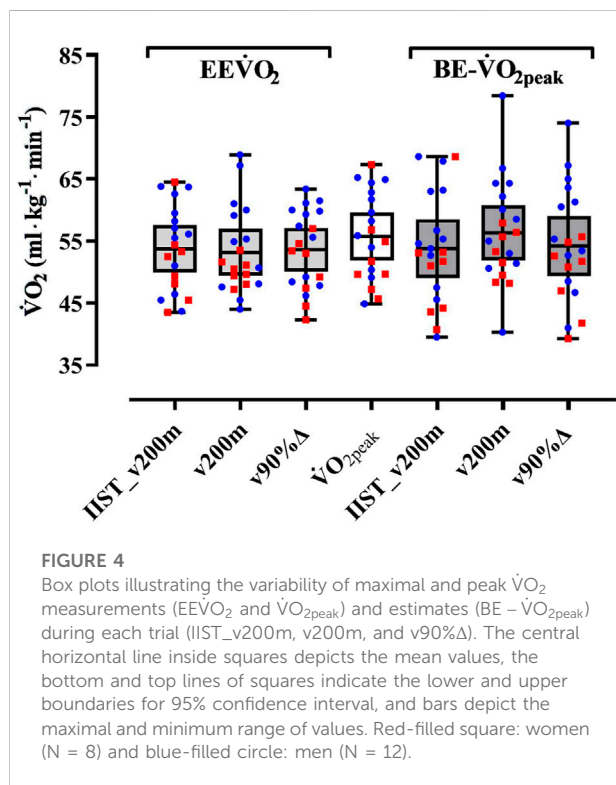 85
75
65
55
45
35
V̇O₂ (ml·kg⁻¹·min⁻¹)
EEV̇O₂
BE-V̇O₂peak
IIST_v200m
v200m
v90%Δ
V̇O₂peak
IIST_v200m
v200m
v90%Δ
FIGURE 4
Box plots illustrating the variability of maximal and peak V̇O₂
measurements (EEV̇O₂ and V̇O₂peak) and estimates (BE – V̇O₂peak)
during each trial (IIST_v200m, v200m, and v90%Δ). The central
horizontal line inside squares depicts the mean values, the
bottom and top lines of squares indicate the lower and upper
boundaries for 95% confidence interval, and bars depict the
maximal and minimum range of values. Red-filled square: women
(N = 8) and blue-filled circle: men (N = 12).